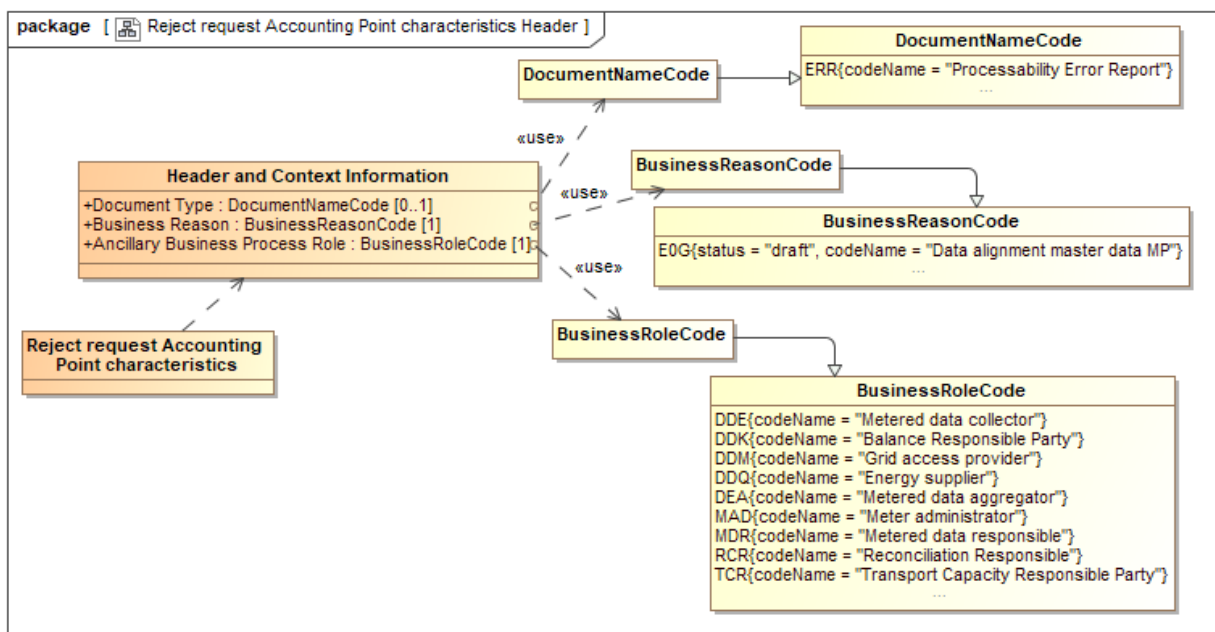 package [ Reject request Accounting Point characteristics Header ]
DocumentNameCode
DocumentNameCode
ERR{codeName = "Processability Error Report"}
...
«use»
Header and Context Information
+Document Type : DocumentNameCode [0..1]
+Business Reason : BusinessReasonCode [1]
+Ancillary Business Process Role : BusinessRoleCode [1]
«use»
BusinessReasonCode
BusinessReasonCode
E0G{status = "draft", codeName = "Data alignment master data MP"}
...
«use»
Reject request Accounting
Point characteristics
BusinessRoleCode
BusinessRoleCode
DDE{codeName = "Metered data collector"}
DDK{codeName = "Balance Responsible Party"}
DDM{codeName = "Grid access provider"}
DDQ{codeName = "Energy supplier"}
DEA{codeName = "Metered data aggregator"}
MAD{codeName = "Meter administrator"}
MDR{codeName = "Metered data responsible"}
RCR{codeName = "Reconciliation Responsible"}
TCR{codeName = "Transport Capacity Responsible Party"}
...